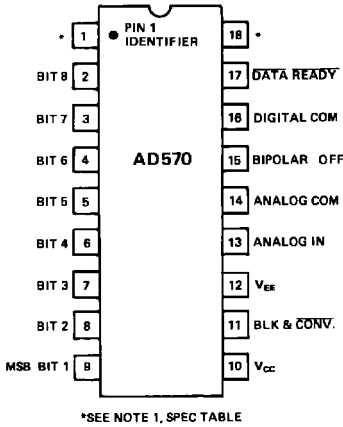 * 1 ● PIN 1 IDENTIFIER 18 *
BIT 8 2 17 DATA READY
BIT 7 3 16 DIGITAL COM
BIT 6 4 AD570 15 BIPOLAR OFF
BIT 5 5 14 ANALOG COM
BIT 4 6 13 ANALOG IN
BIT 3 7 12 VEE
BIT 2 8 11 BLK & CONV.
MSB BIT 1 9 10 VCC
*SEE NOTE 1, SPEC TABLE